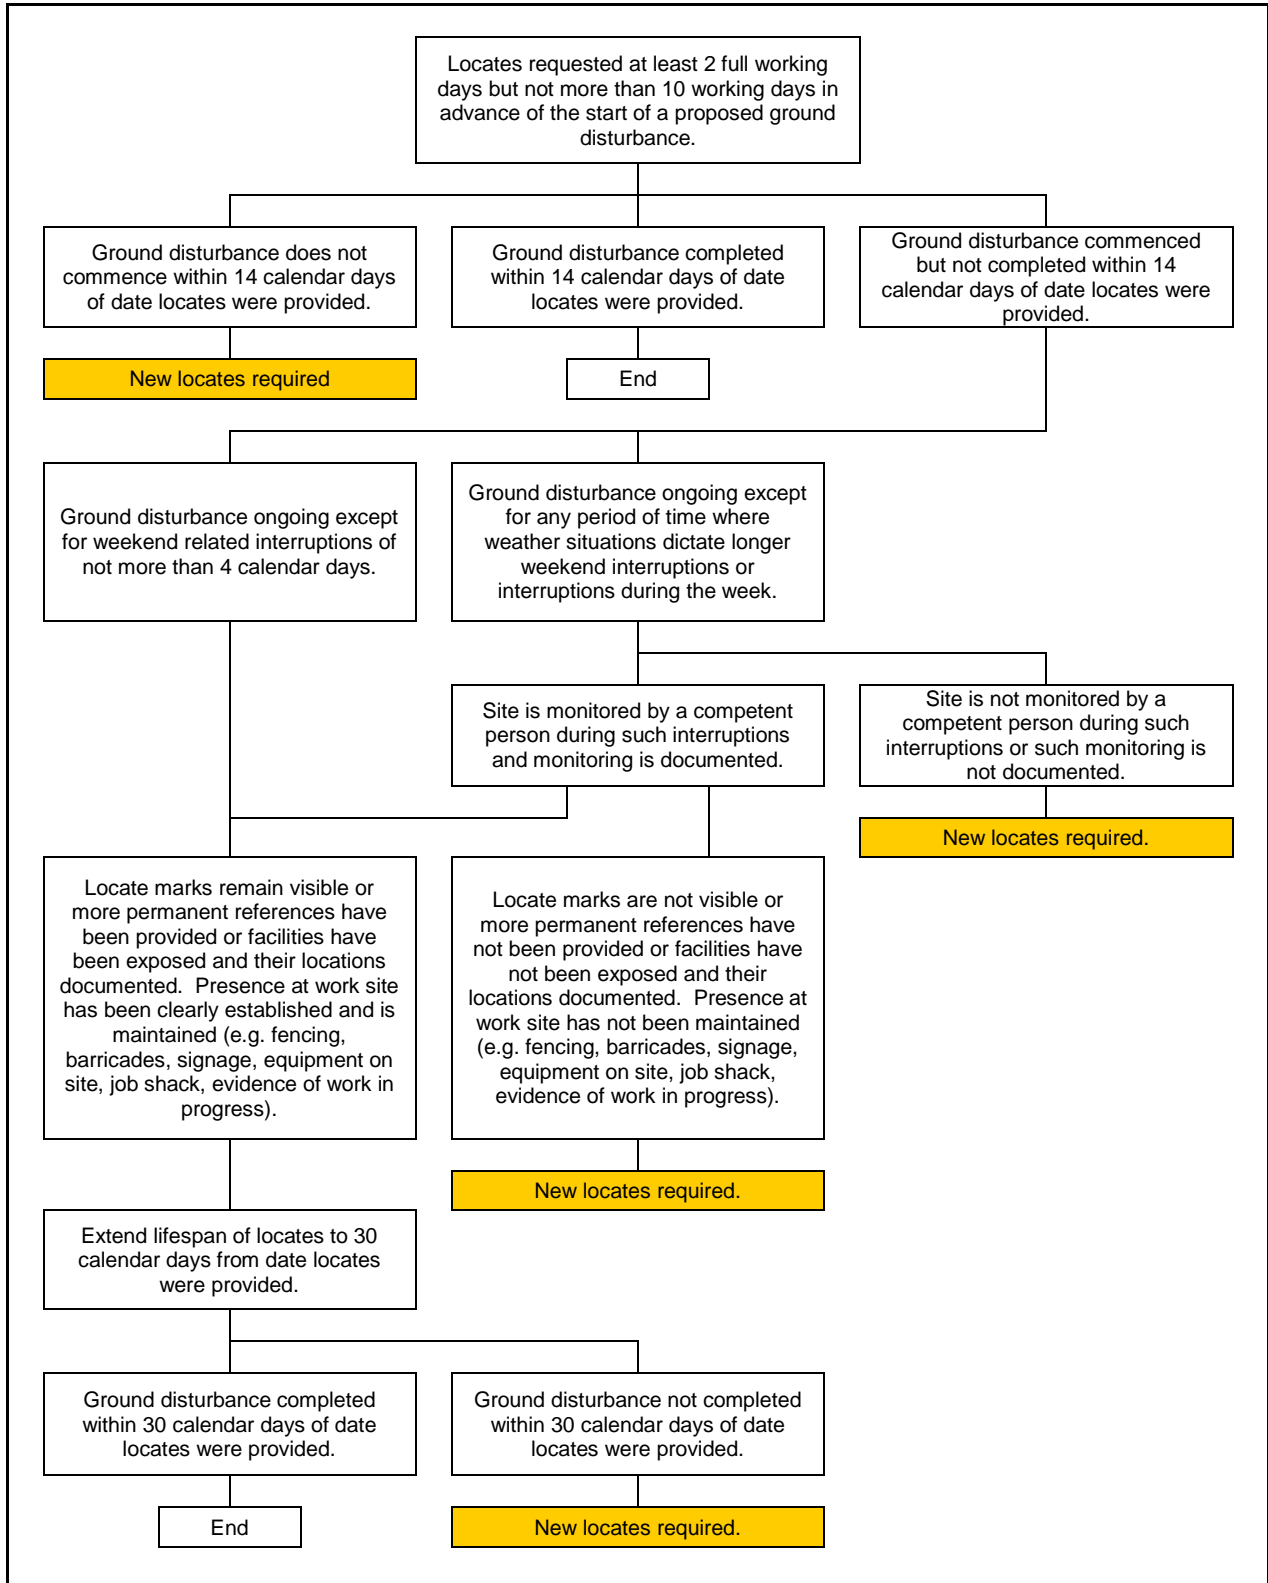 Locates requested at least 2 full working
days but not more than 10 working days in
advance of the start of a proposed ground
disturbance.
Ground disturbance does not
commence within 14 calendar days
of date locates were provided.
Ground disturbance completed
within 14 calendar days of date
locates were provided.
Ground disturbance commenced
but not completed within 14
calendar days of date locates were
provided.
New locates required
End
Ground disturbance ongoing except
for weekend related interruptions of
not more than 4 calendar days.
Ground disturbance ongoing except
for any period of time where
weather situations dictate longer
weekend interruptions or
interruptions during the week.
Site is monitored by a competent
person during such interruptions
and monitoring is documented.
Site is not monitored by a
competent person during such
interruptions or such monitoring is
not documented.
New locates required.
Locate marks remain visible or
more permanent references have
been provided or facilities have
been exposed and their locations
documented.  Presence at work site
has been clearly established and is
maintained (e.g. fencing,
barricades, signage, equipment on
site, job shack, evidence of work in
progress).
Locate marks are not visible or
more permanent references have
not been provided or facilities have
not been exposed and their
locations documented.  Presence at
work site has not been maintained
(e.g. fencing, barricades, signage,
equipment on site, job shack,
evidence of work in progress).
New locates required.
Extend lifespan of locates to 30
calendar days from date locates
were provided.
Ground disturbance completed
within 30 calendar days of date
locates were provided.
Ground disturbance not completed
within 30 calendar days of date
locates were provided.
End
New locates required.